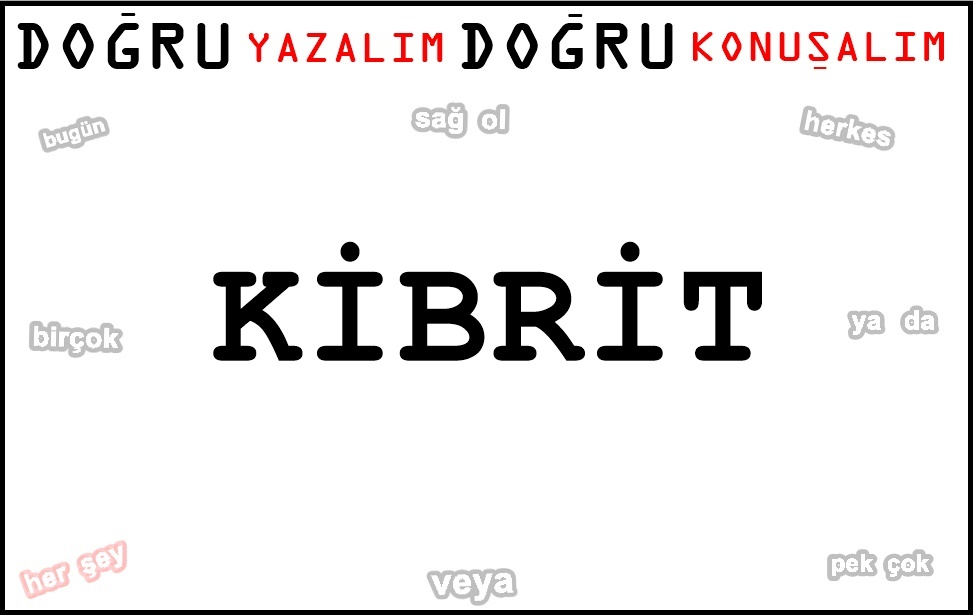 DOĞRU YAZALIM DOĞRU KONUŞALIM
bugün
sağ ol
herkes
KİBRİT
birçok
ya da
her şey
veya
pek çok